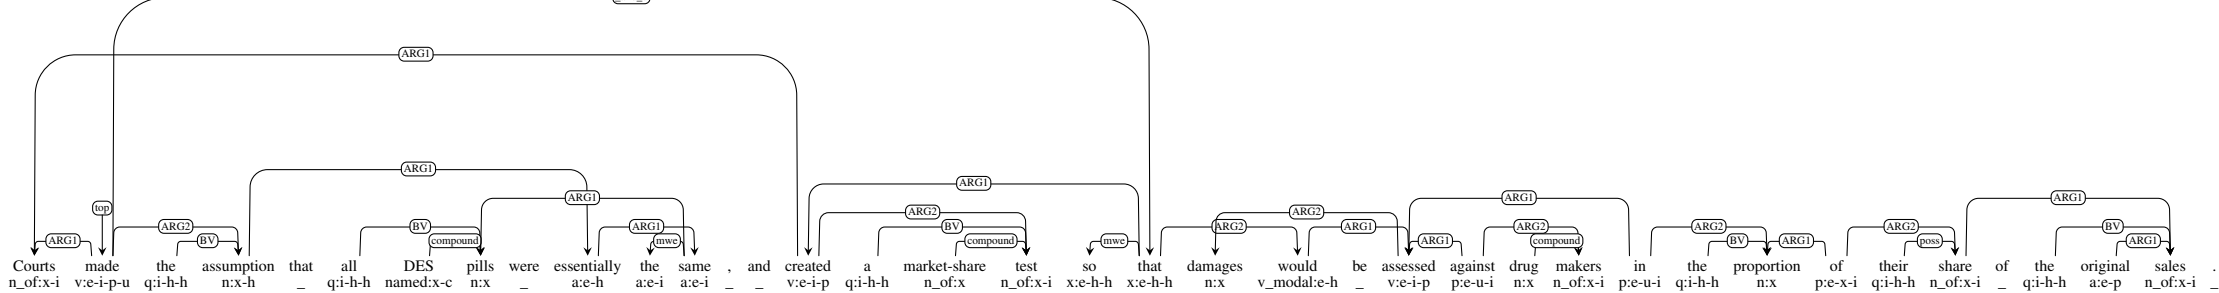 ARG1
ARG1
ARG1
ARG1
top
ARG1
ARG1
ARG1
ARG2
ARG2
ARG2
BV
ARG1
BV
ARG2
ARG1
ARG2
ARG2
ARG2
BV
ARG1
BV
compound
mwe
compound
mwe
ARG1
compound
BV
ARG1
poss
ARG1
Courts made the assumption that all DES pills were essentially the same , and created a market-share test so that damages would be assessed against drug makers in the proportion of their share of the original sales .
n_of:x-i v:e-i-p-u q:i-h-h n:x-h _ q:i-h-h named:x-c n:x _ a:e-h a:e-i a:e-i _ _ v:e-i-p q:i-h-h n_of:x n_of:x-i x:e-h-h x:e-h-h n:x v_modal:e-h _ v:e-i-p p:e-u-i n:x n_of:x-i p:e-u-i q:i-h-h n:x p:e-x-i q:i-h-h n_of:x-i _ q:i-h-h a:e-p n_of:x-i _